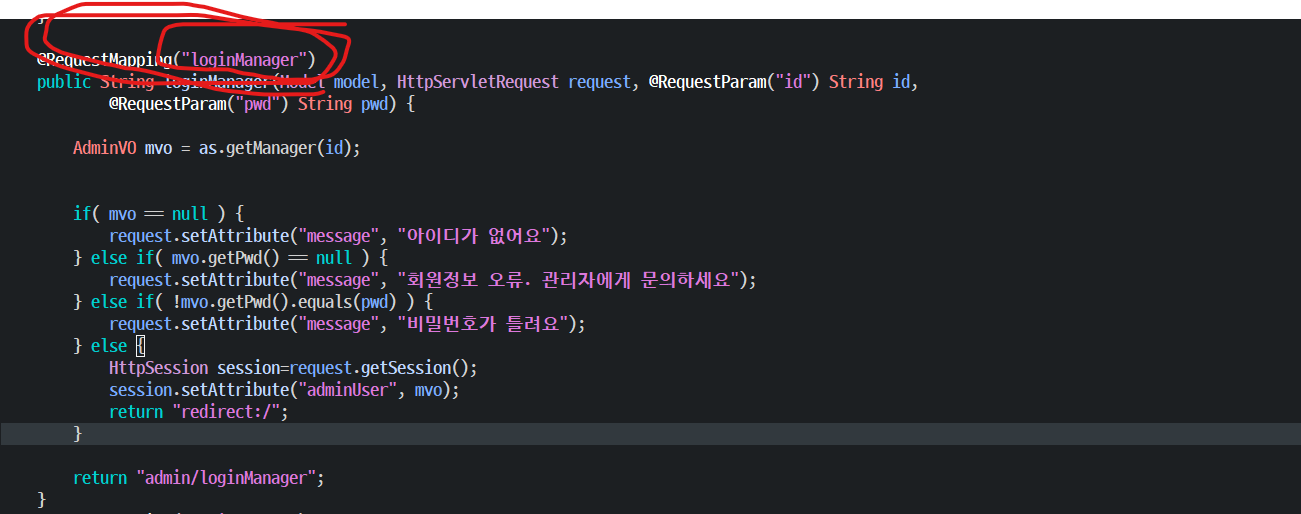 }
@RequestMapping("loginManager")
public String loginManager(Model model, HttpServletRequest request, @RequestParam("id") String id,
@RequestParam("pwd") String pwd) {
AdminVO mvo = as.getManager(id);
if( mvo == null ) {
request.setAttribute("message", "아이디가 없어요");
} else if( mvo.getPwd() == null ) {
request.setAttribute("message", "회원정보 오류. 관리자에게 문의하세요");
} else if( !mvo.getPwd().equals(pwd) ) {
request.setAttribute("message", "비밀번호가 틀려요");
} else {
HttpSession session=request.getSession();
session.setAttribute("adminUser", mvo);
return "redirect:/";
}
return "admin/loginManager";
}